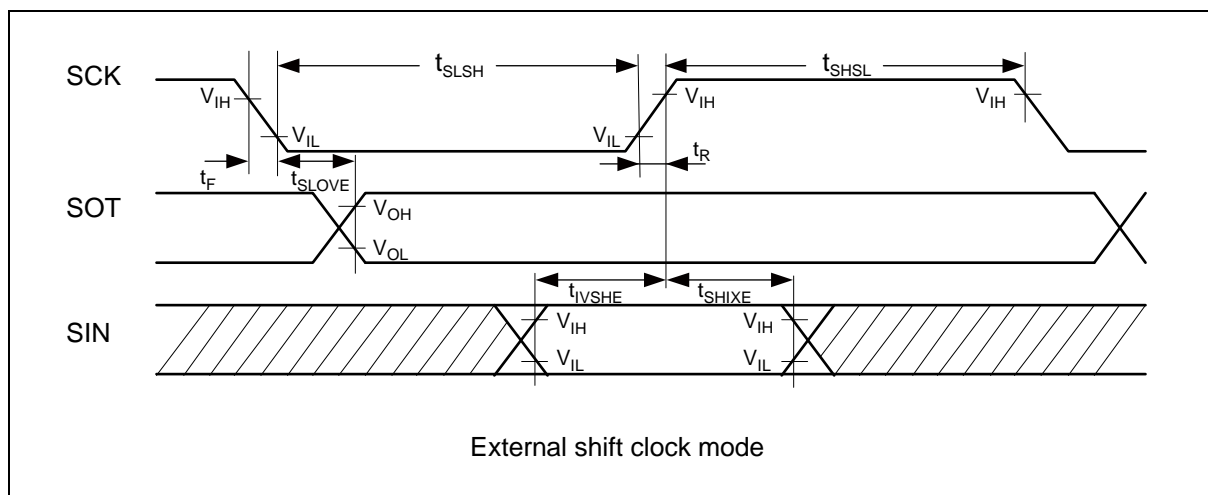 SCK
tSLSH
tSHSL
VIH
VIH
VIH
VIL
VIL
tR
tF
tSLOVE
SOT
VOH
VOL
tIVSHE
tSHIXE
SIN
VIH
VIH
VIL
VIL
External shift clock mode